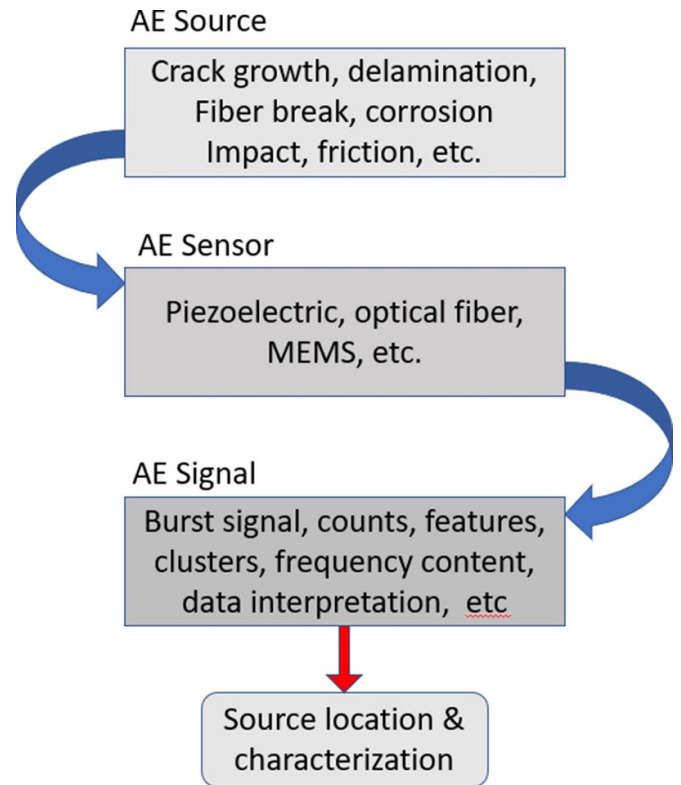 AE Source
Crack growth, delamination,
Fiber break, corrosion
Impact, friction, etc.
AE Sensor
Piezoelectric, optical fiber,
MEMS, etc.
AE Signal
Burst signal, counts, features,
clusters, frequency content,
data interpretation, etc
Source location &
characterization